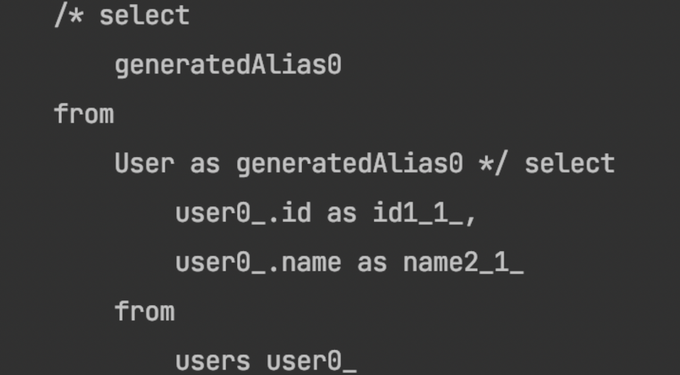 /* select
generatedAlias0
from
User as generatedAlias0 */ select
user0_.id as id1_1_,
user0_.name as name2_1_
from
users user0_